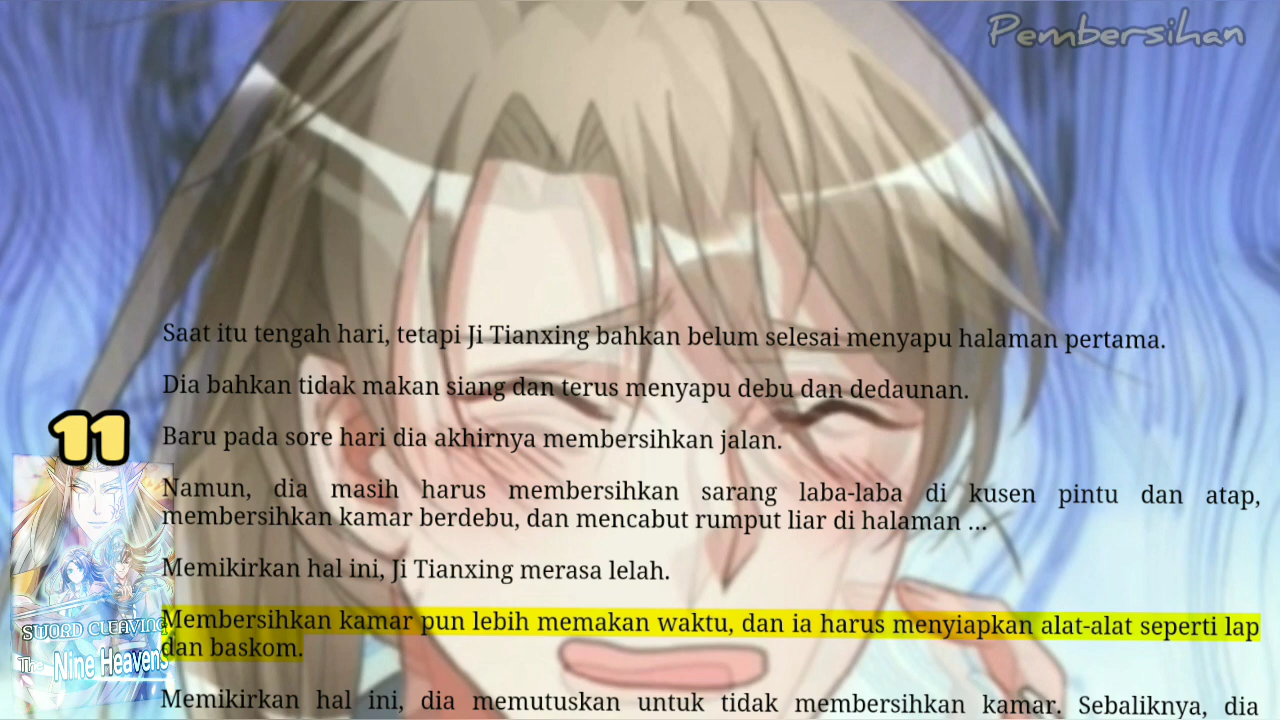 Pembersihan
Saat itu tengah hari, tetapi Ji Tianxing bahkan belum selesai menyapu halaman pertama.
Dia bahkan tidak makan siang dan terus menyapu debu dan dedaunan.
11
Baru pada sore hari dia akhirnya membersihkan jalan.
Namun, dia masih harus membersihkan sarang laba-laba di kusen pintu dan atap,
membersihkan kamar berdebu, dan mencabut rumput liar di halaman ...
Memikirkan hal ini, Ji Tianxing merasa lelah.
Membersihkan kamar pun lebih memakan waktu, dan ia harus menyiapkan alat-alat seperti lap
dan baskom.
SWORD CLEAVING
The Nine Heavens
Memikirkan hal ini, dia memutuskan untuk tidak membersihkan kamar. Sebaliknya, dia